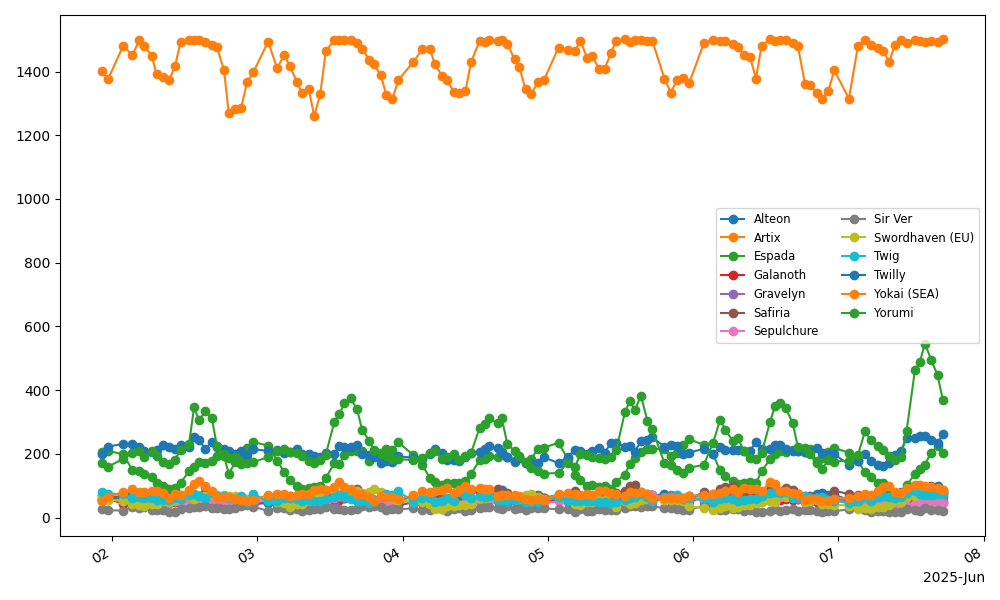 1400
1200
1000
800
600
400
200
0
Alteon
Artix
Espada
Galanoth
Gravelyn
Safiria
Sepulchure
Sir Ver
Swordhaven (EU)
Twig
Twilly
Yokai (SEA)
Yorumi
02
03
04
05
06
07
08
2025-Jun